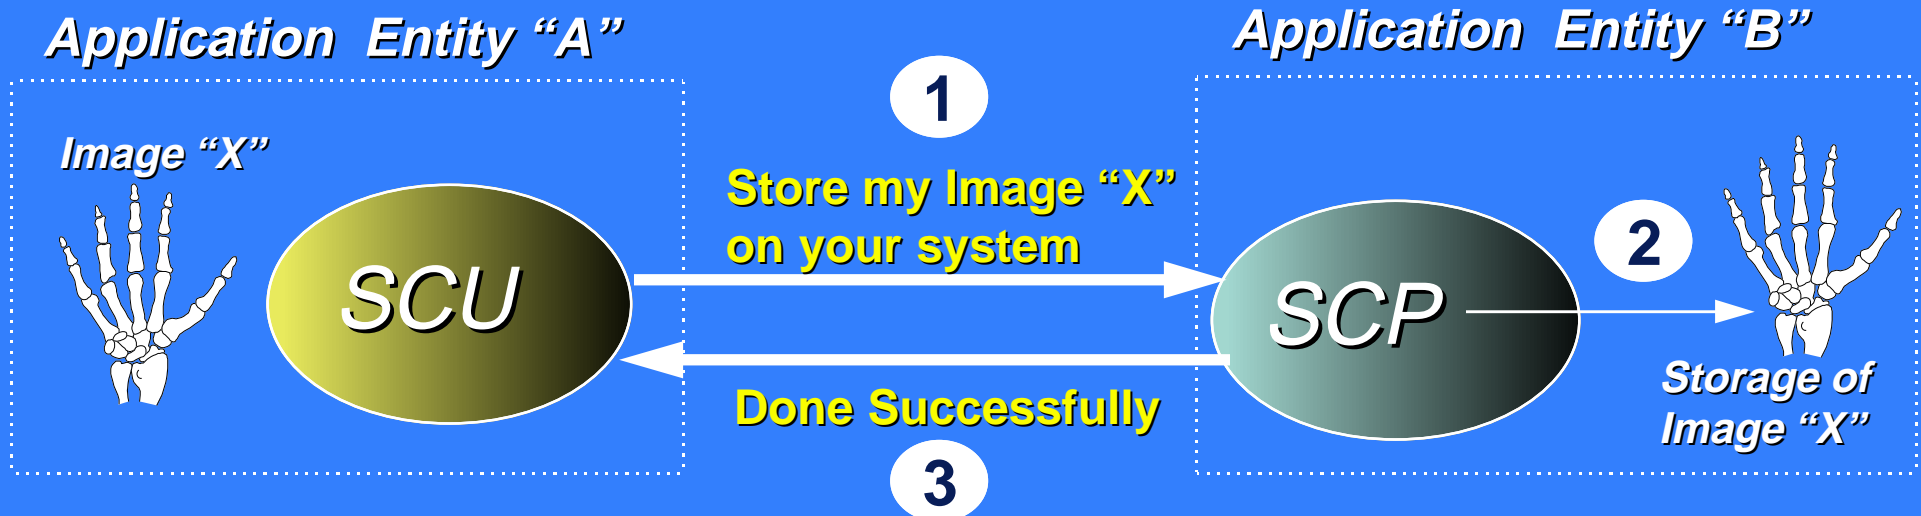 Application Entity “A”
Application Entity “B”
1
Image “X”
Store my Image “X”
on your system
SCU
SCP
2
Done Successfully
Storage of
Image “X”
3